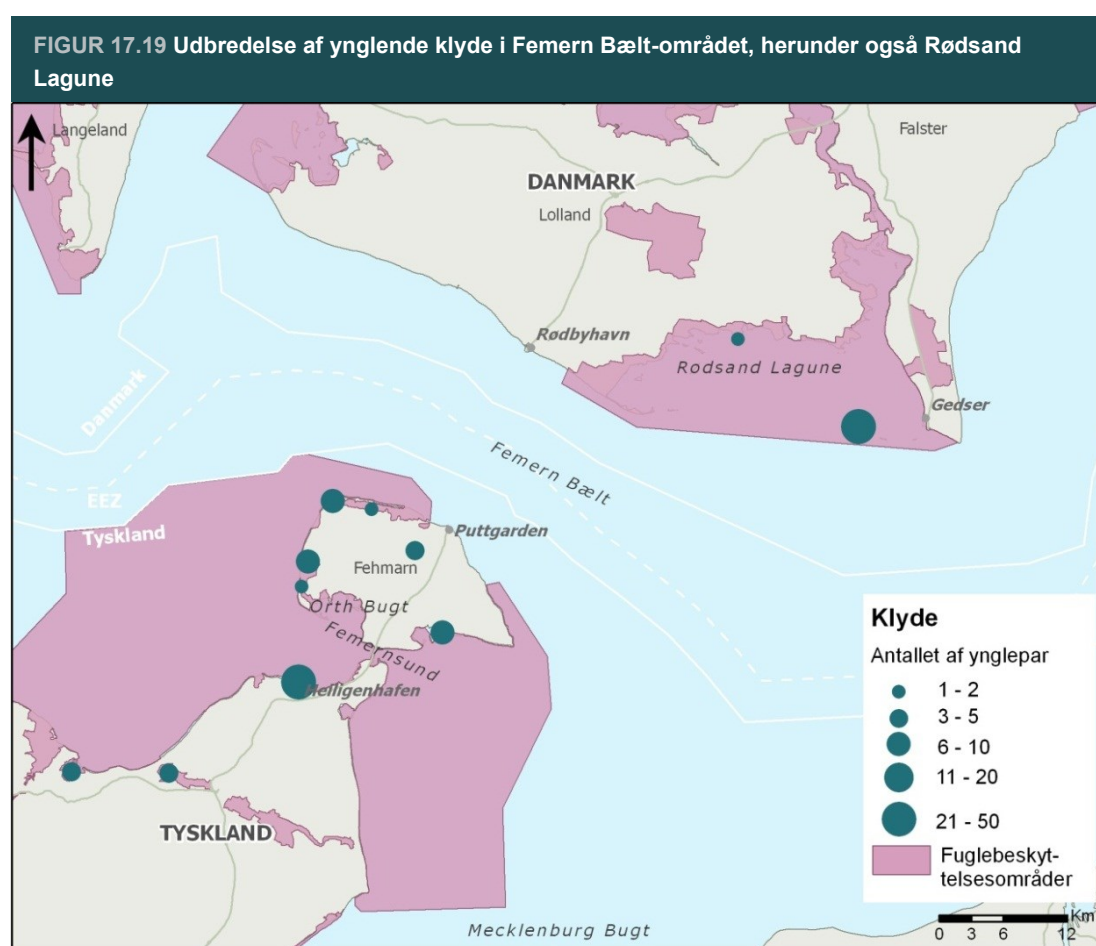 FIGUR 17.19 Udbredelse af ynglende klyde i Femern Bælt-området, herunder også Rødsand
Lagune
Langeland
Falster
DANMARK
Lolland
Rødbyhavn
Rodsand Lagune
Gedser
Danmark
Femern Bælt
EEZ
Tyskland
Puttgarden
Fehmarn
Orth Bugt
Femernsund
Heiligenhafen
TYSKLAND
Mecklenburg Bugt
Klyde
Antallet af ynglepar
1 - 2
3 - 5
6 - 10
11 - 20
21 - 50
Fuglebeskyt-
telsesområder
Km
0 3 6 12